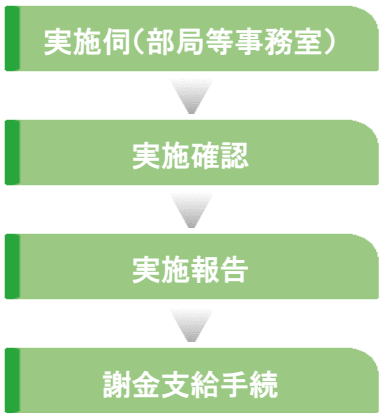 実施伺（部局等事務室）
実施確認
実施報告
謝金支給手続